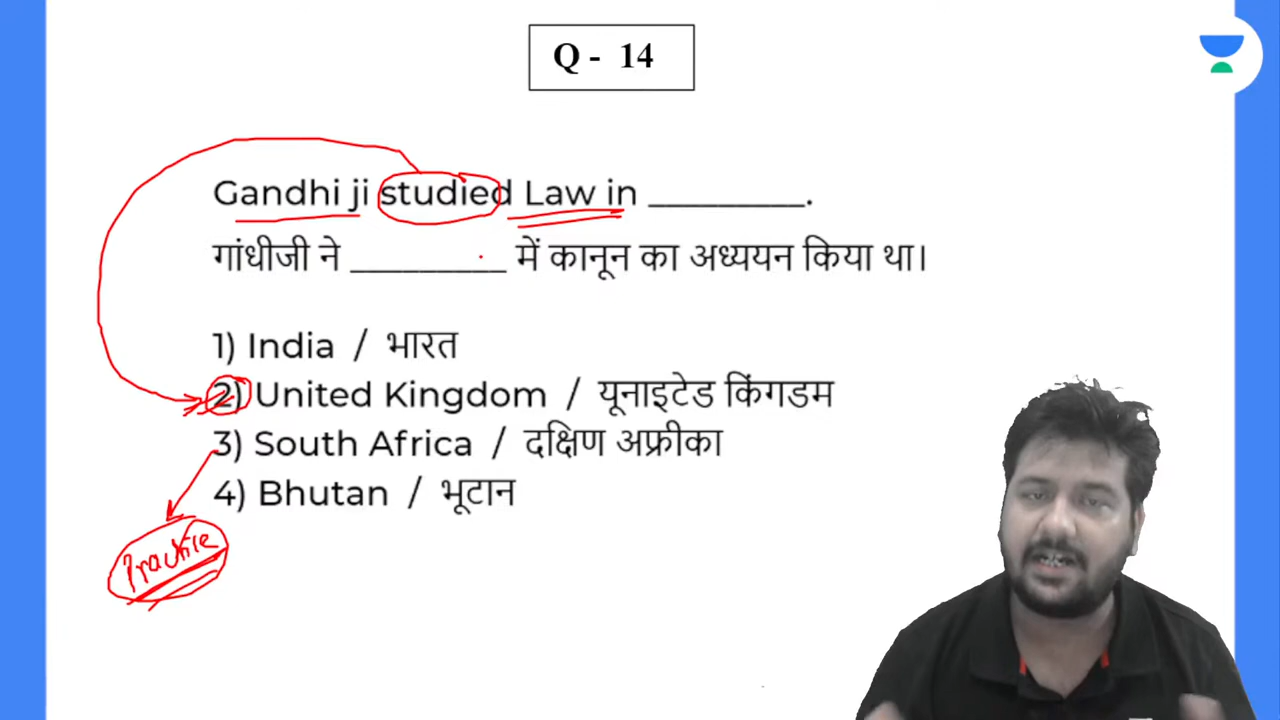 Q - 14
Gandhi ji studied Law in _________.
गांधीजी ने _________ में कानून का अध्ययन किया था।
1) India / भारत
2) United Kingdom / यूनाइटेड किंगडम
3) South Africa / दक्षिण अफ्रीका
4) Bhutan / भूटान
Practice